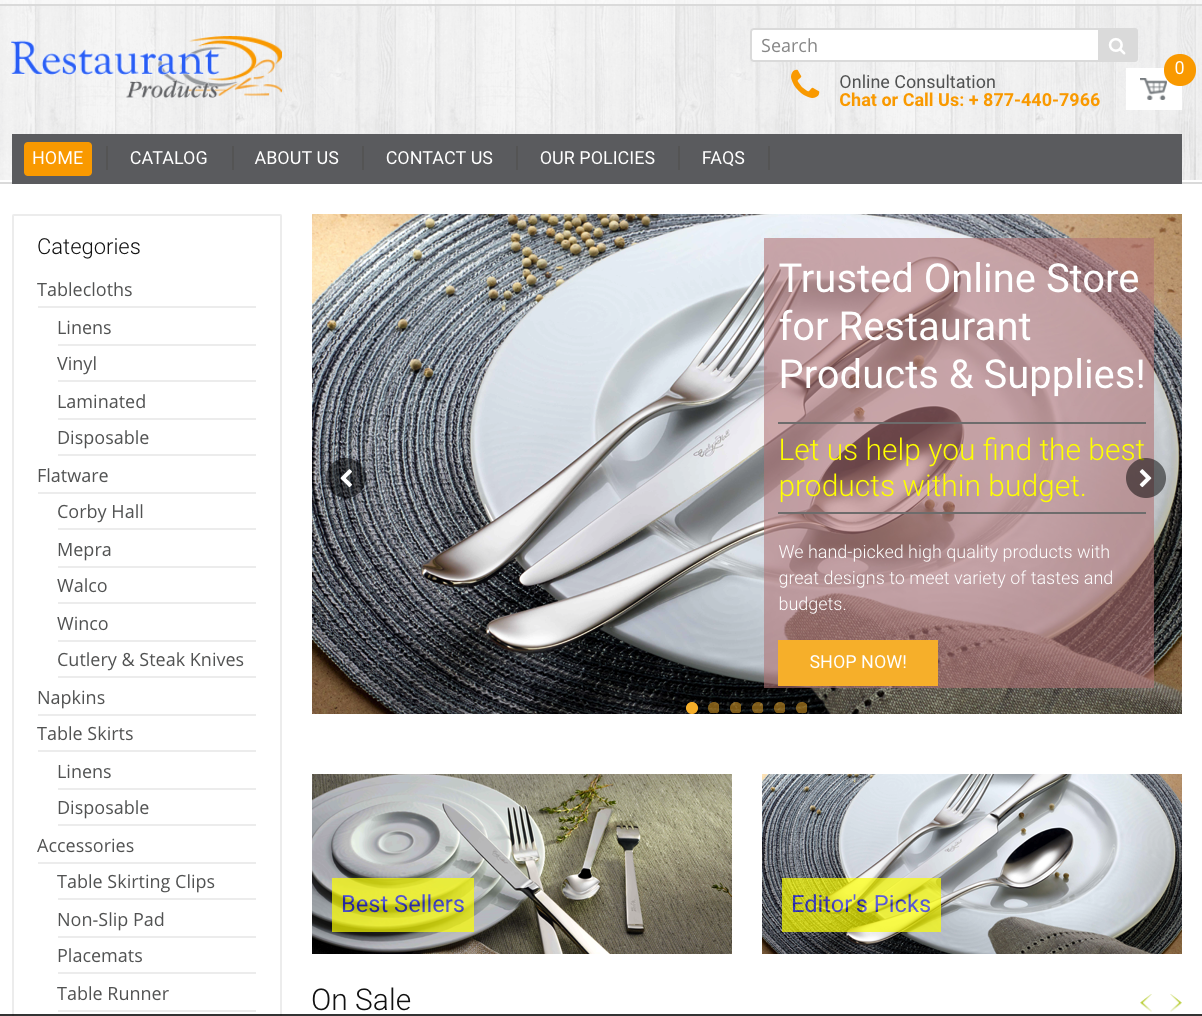 Restaurant
Products
Search
Online Consultation
Chat or Call Us: + 877-440-7966
0
HOME
CATALOG
ABOUT US
CONTACT US
OUR POLICIES
FAQS
Categories
Tablecloths
Linens
Vinyl
Laminated
Disposable
Flatware
Corby Hall
Mepra
Walco
Winco
Cutlery & Steak Knives
Napkins
Table Skirts
Linens
Disposable
Accessories
Table Skirting Clips
Non-Slip Pad
Placemats
Table Runner
Trusted Online Store
for Restaurant
Products & Supplies!
Let us help you find the best
products within budget.
We hand-picked high quality products with
great designs to meet variety of tastes and
budgets.
SHOP NOW!
Best Sellers
Editor's Picks
On Sale